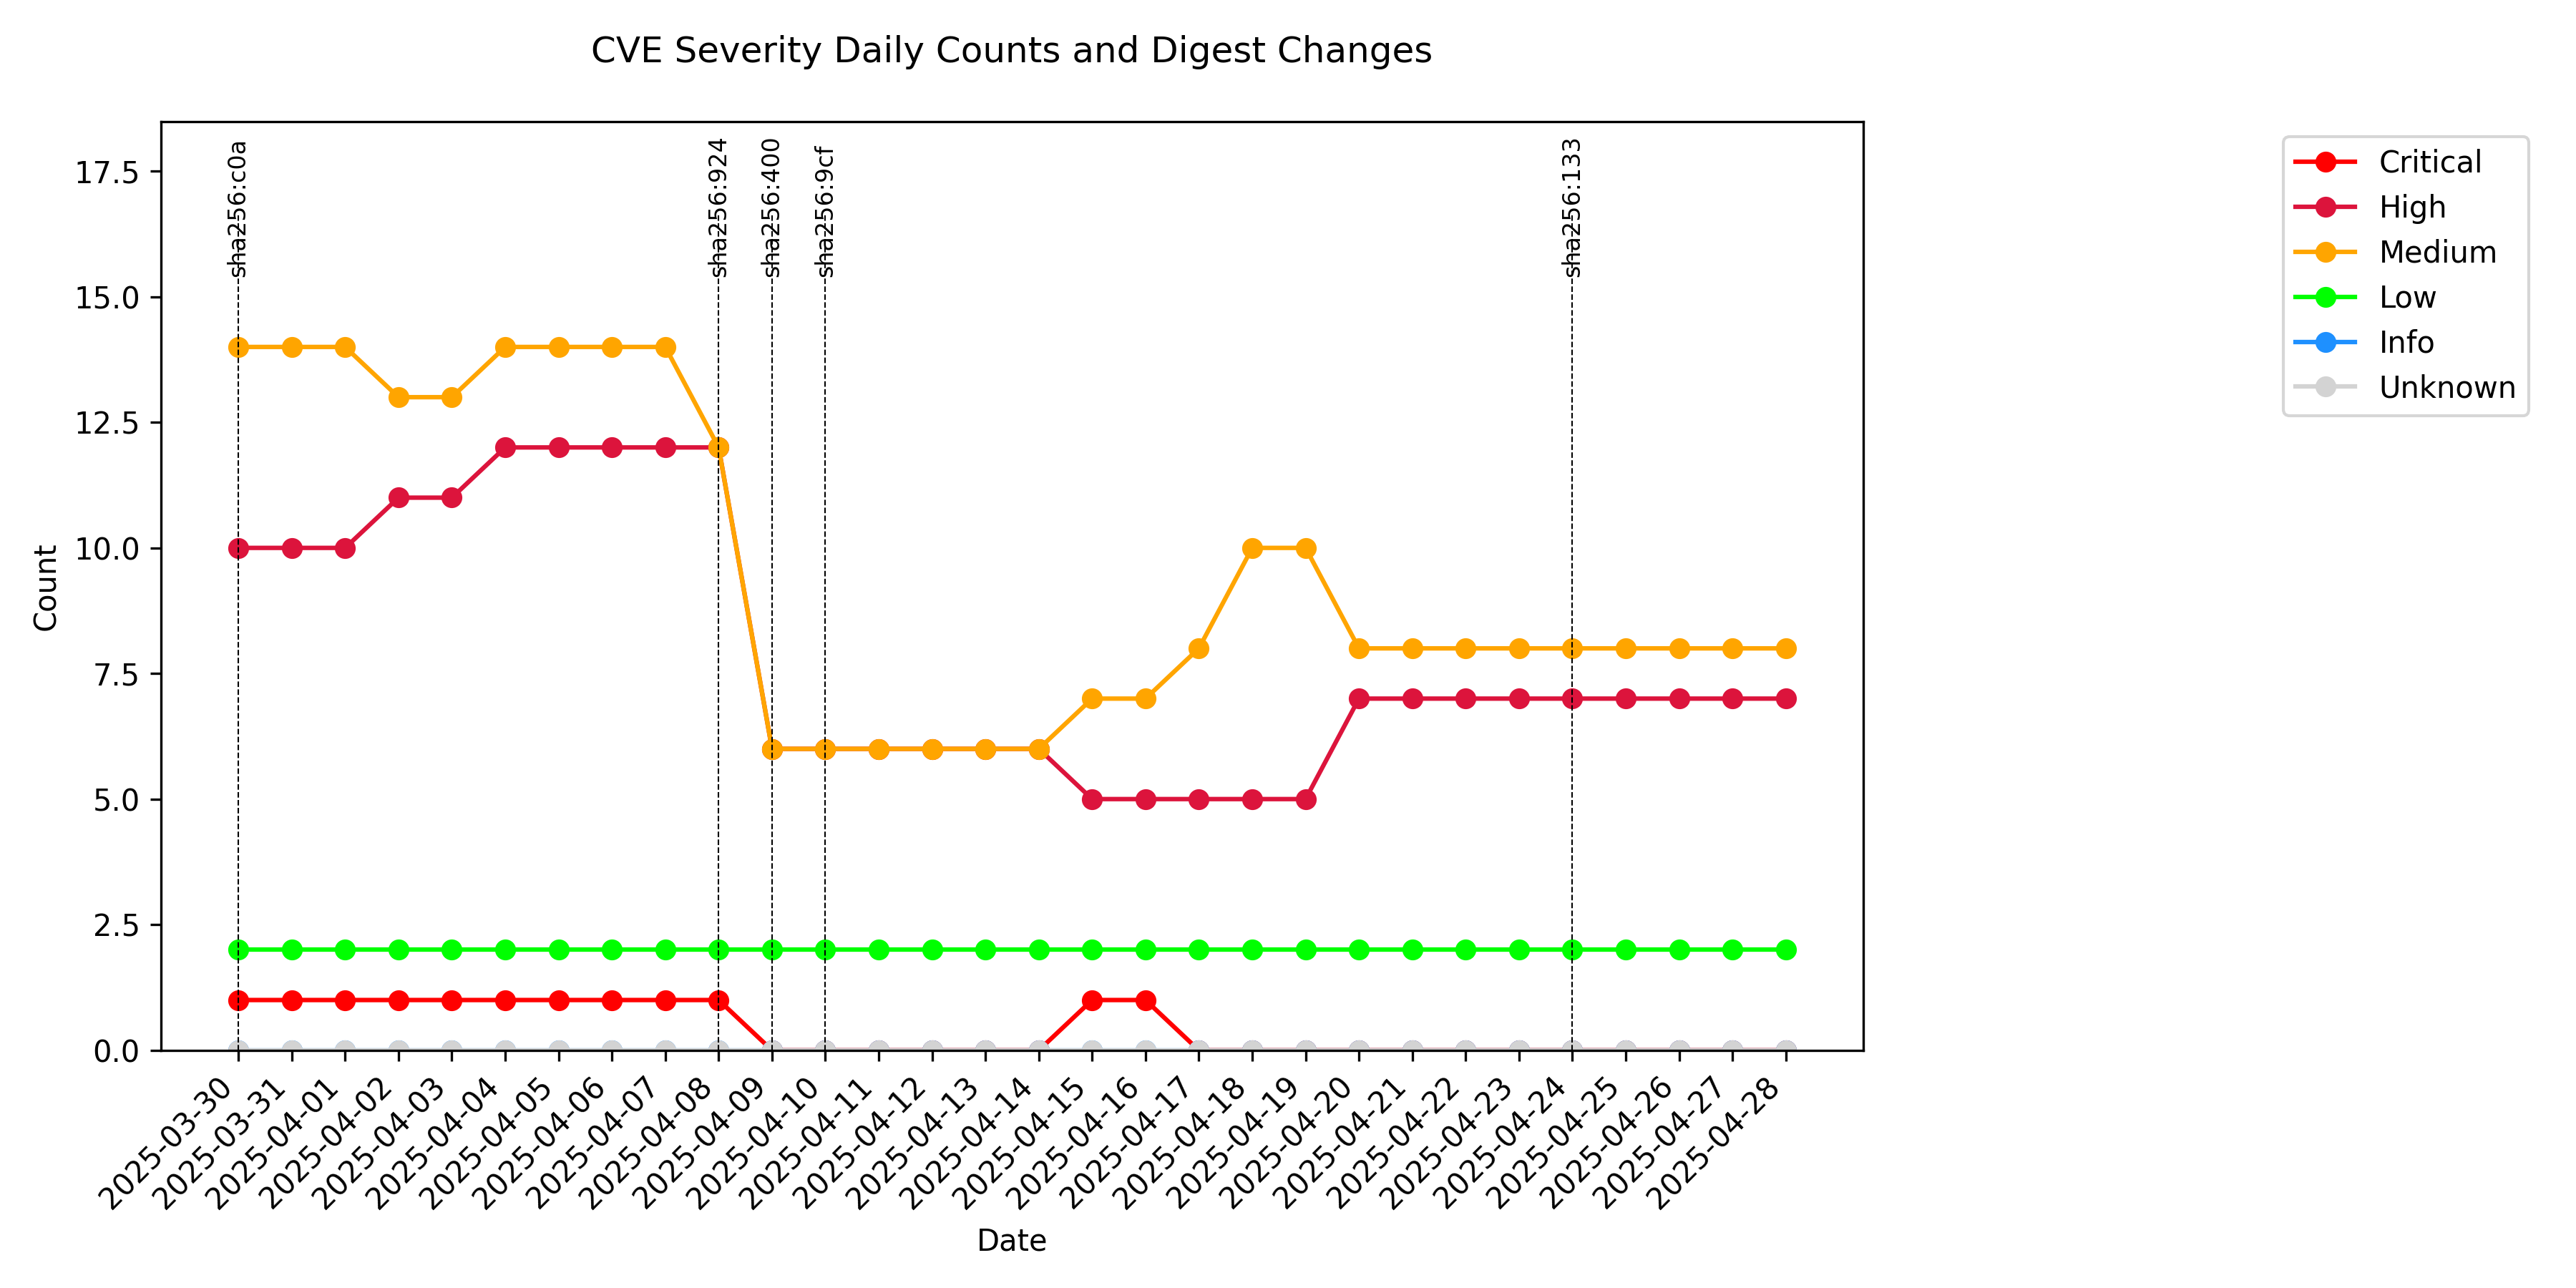 CVE Severity Daily Counts and Digest Changes
sha256:c0a
sha256:924
sha256:400
sha256:9cf
sha256:133
17.5
15.0
12.5
10.0
7.5
5.0
2.5
0.0
Count
2025-03-30
2025-03-31
2025-04-01
2025-04-02
2025-04-03
2025-04-04
2025-04-05
2025-04-06
2025-04-07
2025-04-08
2025-04-09
2025-04-10
2025-04-11
2025-04-12
2025-04-13
2025-04-14
2025-04-15
2025-04-16
2025-04-17
2025-04-18
2025-04-19
2025-04-20
2025-04-21
2025-04-22
2025-04-23
2025-04-24
2025-04-25
2025-04-26
2025-04-27
2025-04-28
Date
Critical
High
Medium
Low
Info
Unknown